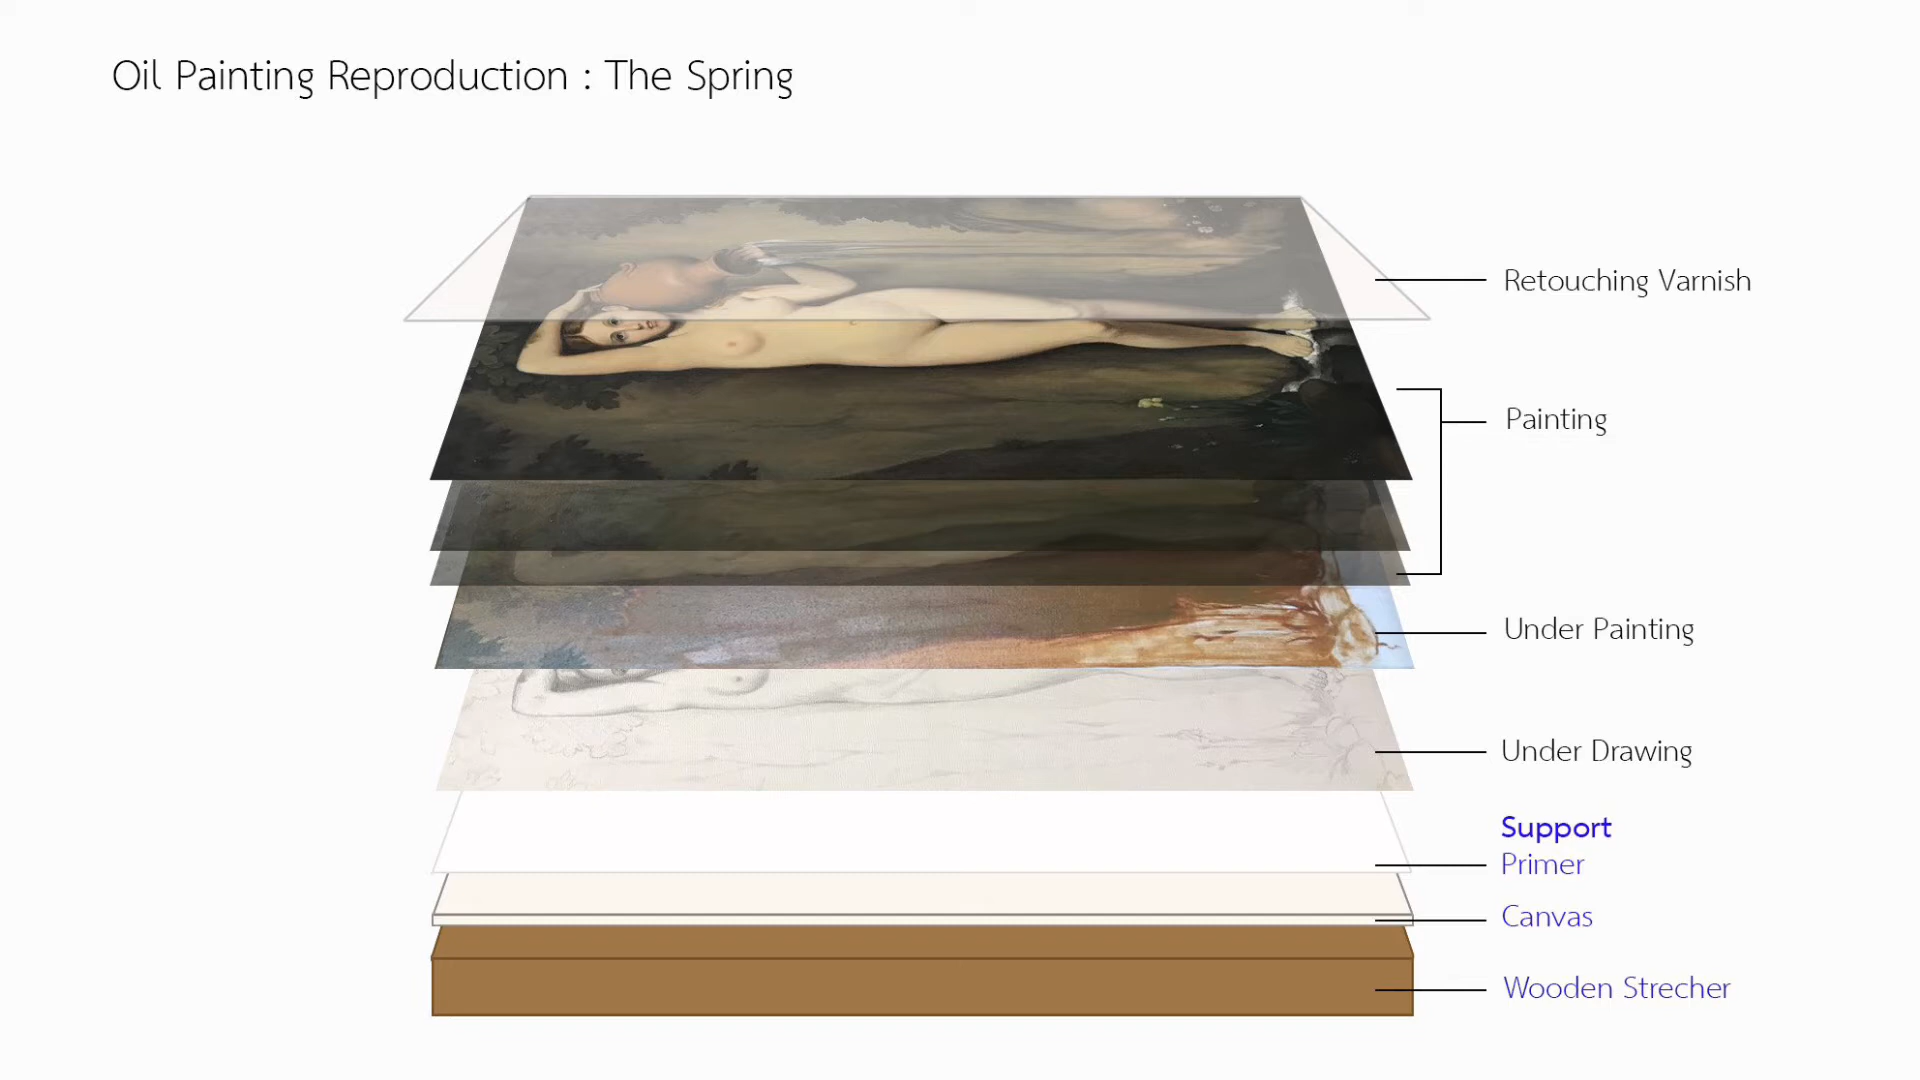 Oil Painting Reproduction : The Spring
Retouching Varnish
Painting
Under Painting
Under Drawing
Support
Primer
Canvas
Wooden Strecher